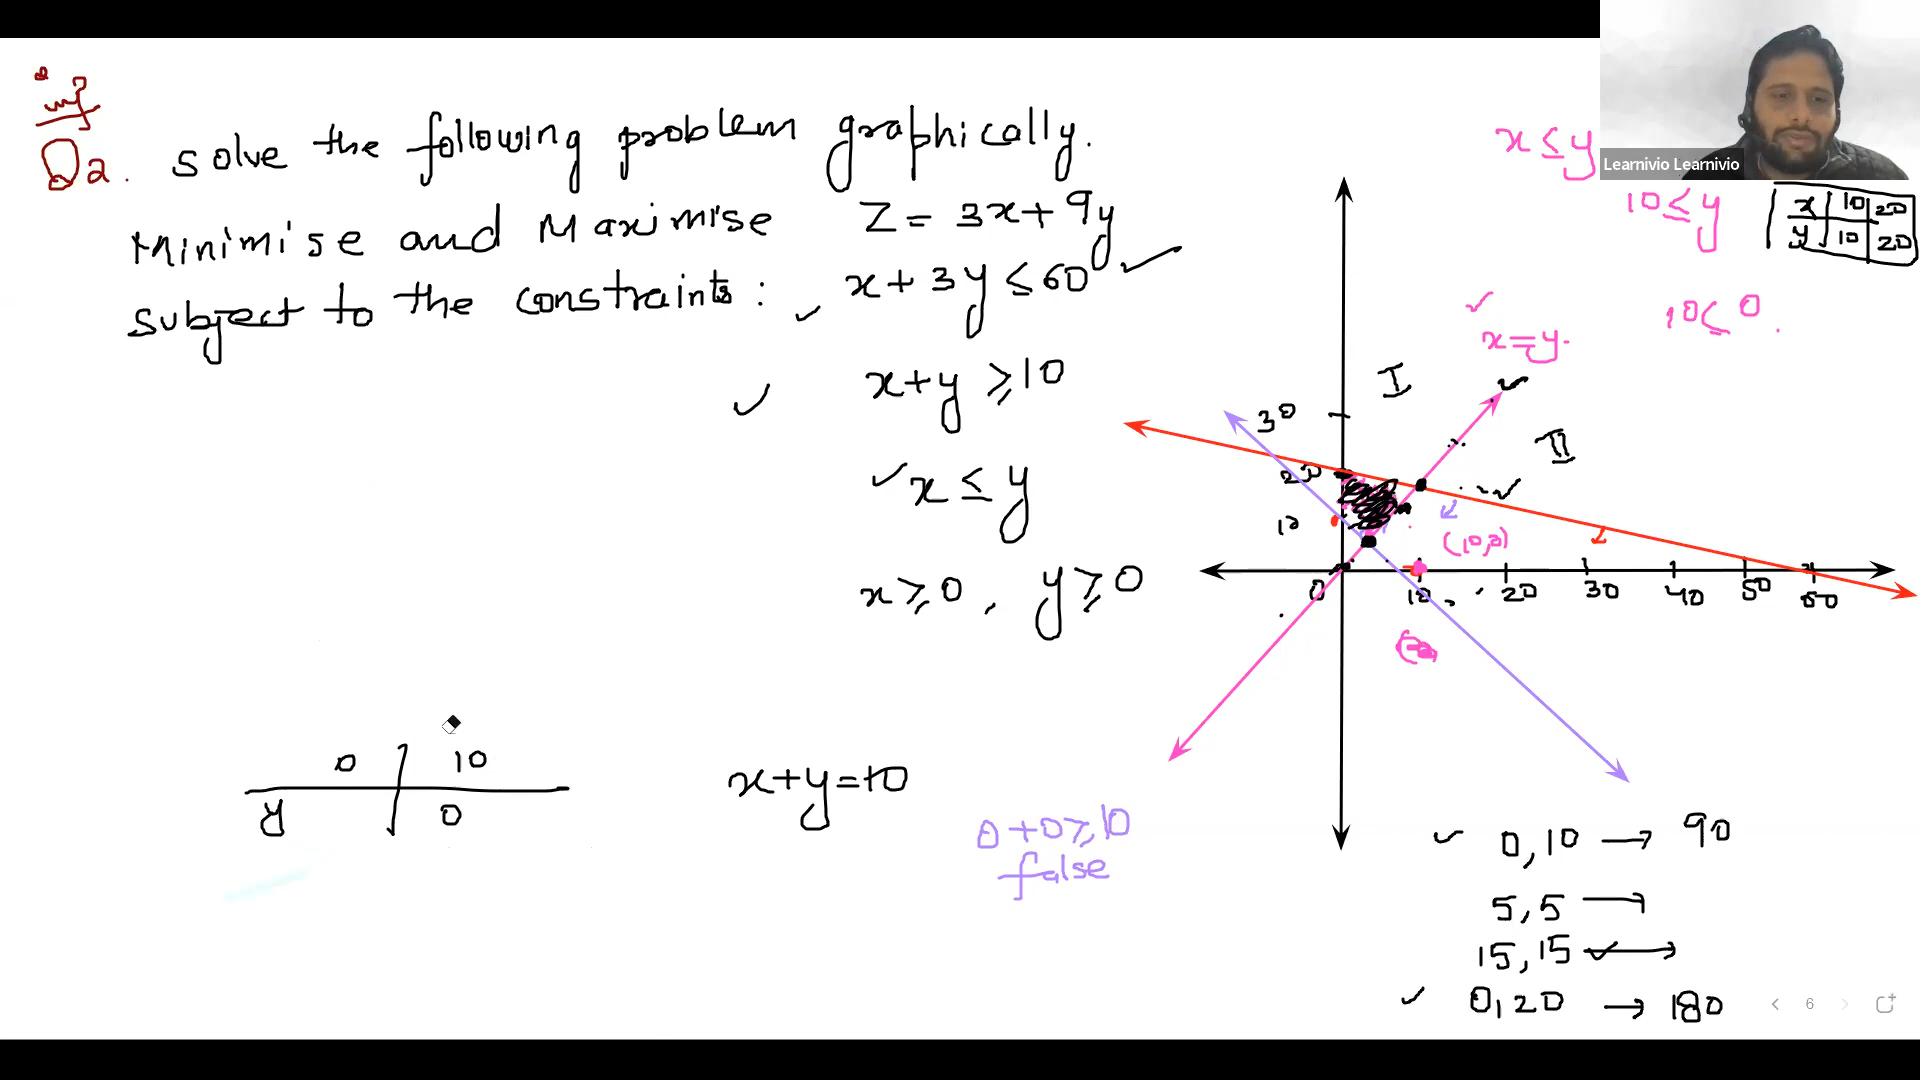 imp
Q2. Solve the following problem graphically.
Minimise and Maximise Z = 3x + 9y
subject to the constraints : x + 3y ≤ 60
x + y ≥ 10
x ≤ y
x ≥ 0 , y ≥ 0
0 10
y 0
x + y = 10
0 + 0 ≥ 10
false
x ≤ y
Learnivio Learnivio
10 ≤ y
x 10 20
y 10 20
10 ≤ 0 .
x = y
I
II
30
20
10
(10,0)
0 10 20 30 40 50 60
0,10 → 90
5,5 →
15,15 →
0,20 → 180
6